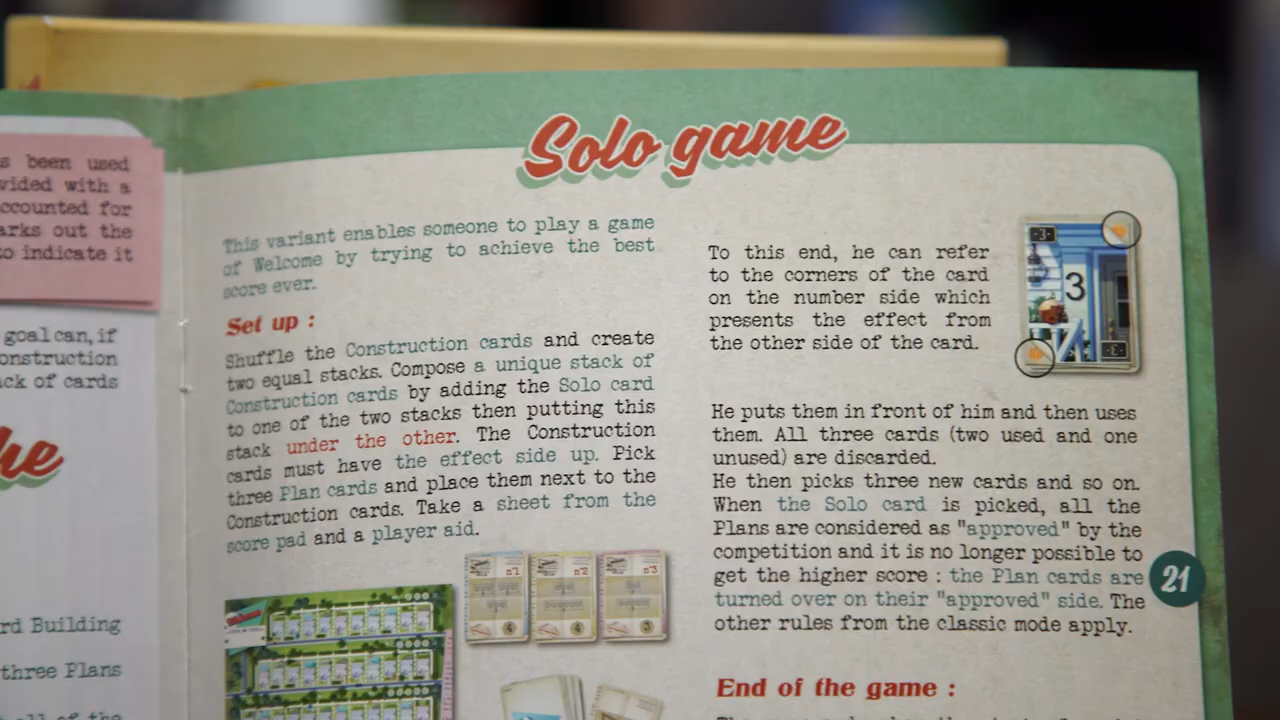 s been used
vided with a
ccounted for
arks out the
to indicate it
goal can, if
onstruction
ck of cards
he
rd Building
three Plans
all of the
Solo game
This variant enables someone to play a game
of Welcome by trying to achieve the best
score ever.
Set up :
Shuffle the Construction cards and create
two equal stacks. Compose a unique stack of
Construction cards by adding the Solo card
to one of the two stacks then putting this
stack under the other. The Construction
cards must have the effect side up. Pick
three Plan cards and place them next to the
Construction cards. Take a sheet from the
score pad and a player aid.
n°1
n°2
n°3
To this end, he can refer
to the corners of the card
on the number side which
presents the effect from
the other side of the card.
3
He puts them in front of him and then uses
them. All three cards (two used and one
unused) are discarded.
He then picks three new cards and so on.
When the Solo card is picked, all the
Plans are considered as "approved" by the
competition and it is no longer possible to
get the higher score : the Plan cards are
turned over on their "approved" side. The
other rules from the classic mode apply.
21
End of the game :